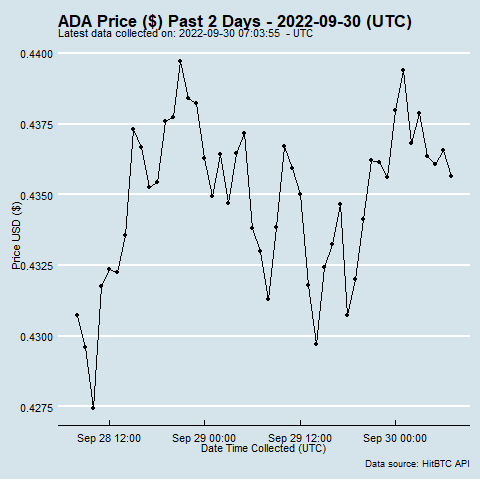 ADA Price ($) Past 2 Days - 2022-09-30 (UTC)
Latest data collected on: 2022-09-30 07:03:55  - UTC
0.4400
0.4375
0.4350
0.4325
0.4300
0.4275
Price USD ($)
Sep 28 12:00
Sep 29 00:00
Sep 29 12:00
Sep 30 00:00
Date Time Collected (UTC)
Data source: HitBTC API